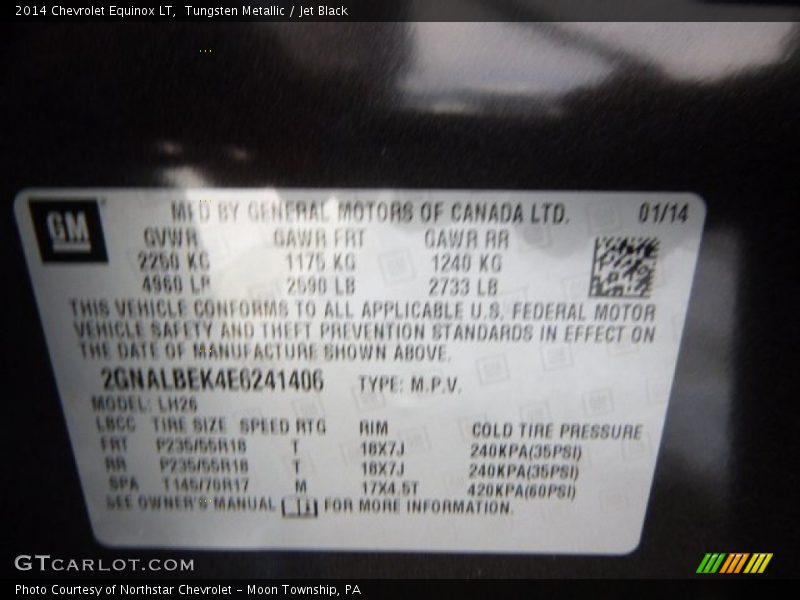 2014 Chevrolet Equinox LT,  Tungsten Metallic / Jet Black
GM
MFD BY GENERAL MOTORS OF CANADA LTD. 01/14
GVWR GAWR FRT GAWR RR
2250 KG 1175 KG 1240 KG
4960 LB 2590 LB 2733 LB
THIS VEHICLE CONFORMS TO ALL APPLICABLE U.S. FEDERAL MOTOR
VEHICLE SAFETY AND THEFT PREVENTION STANDARDS IN EFFECT ON
THE DATE OF MANUFACTURE SHOWN ABOVE.
2GNALBEK4E6241406 TYPE: M.P.V.
MODEL: LH26
LBCC TIRE SIZE SPEED RTG RIM COLD TIRE PRESSURE
FRT P235/55R18 T 18X7J 240KPA(35PSI)
RR P235/55R18 T 18X7J 240KPA(35PSI)
SPA T145/70R17 M 17X4.5T 420KPA(60PSI)
SEE OWNER'S MANUAL FOR MORE INFORMATION.
GTCARLOT.COM
Photo Courtesy of Northstar Chevrolet - Moon Township, PA